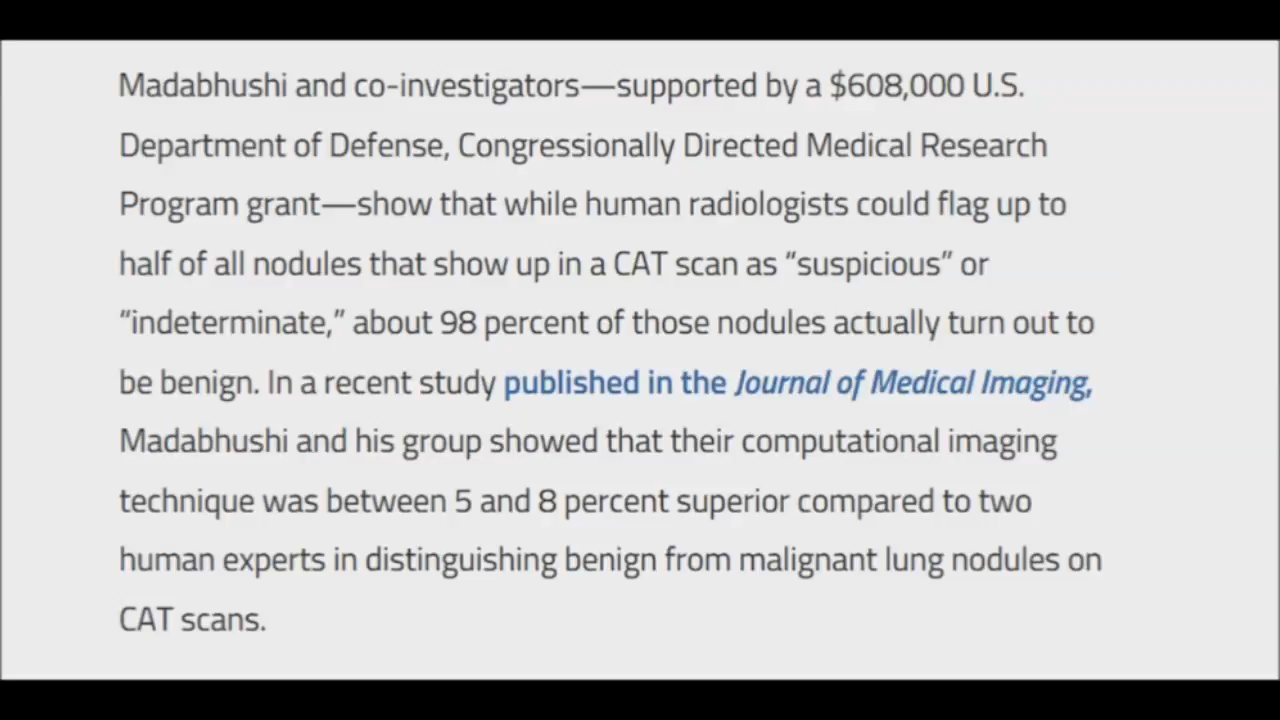 Madabhushi and co-investigators—supported by a $608,000 U.S.
Department of Defense, Congressionally Directed Medical Research
Program grant—show that while human radiologists could flag up to
half of all nodules that show up in a CAT scan as “suspicious” or
“indeterminate,” about 98 percent of those nodules actually turn out to
be benign. In a recent study published in the Journal of Medical Imaging,
Madabhushi and his group showed that their computational imaging
technique was between 5 and 8 percent superior compared to two
human experts in distinguishing benign from malignant lung nodules on
CAT scans.